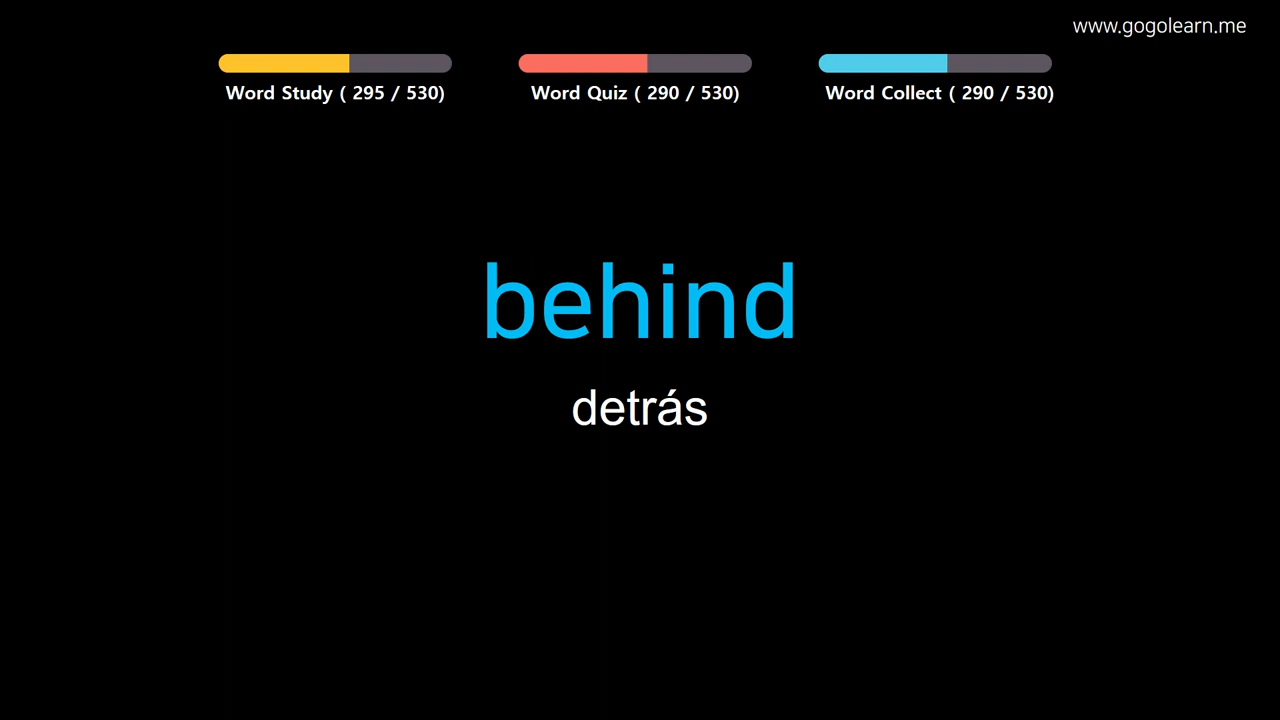 www.gogolearn.me
Word Study ( 295 / 530)
Word Quiz ( 290 / 530)
Word Collect ( 290 / 530)
behind
detrás